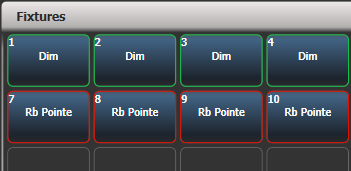 Fixtures
1 2 3 4
Dim Dim Dim Dim
7 8 9 10
Rb Pointe Rb Pointe Rb Pointe Rb Pointe